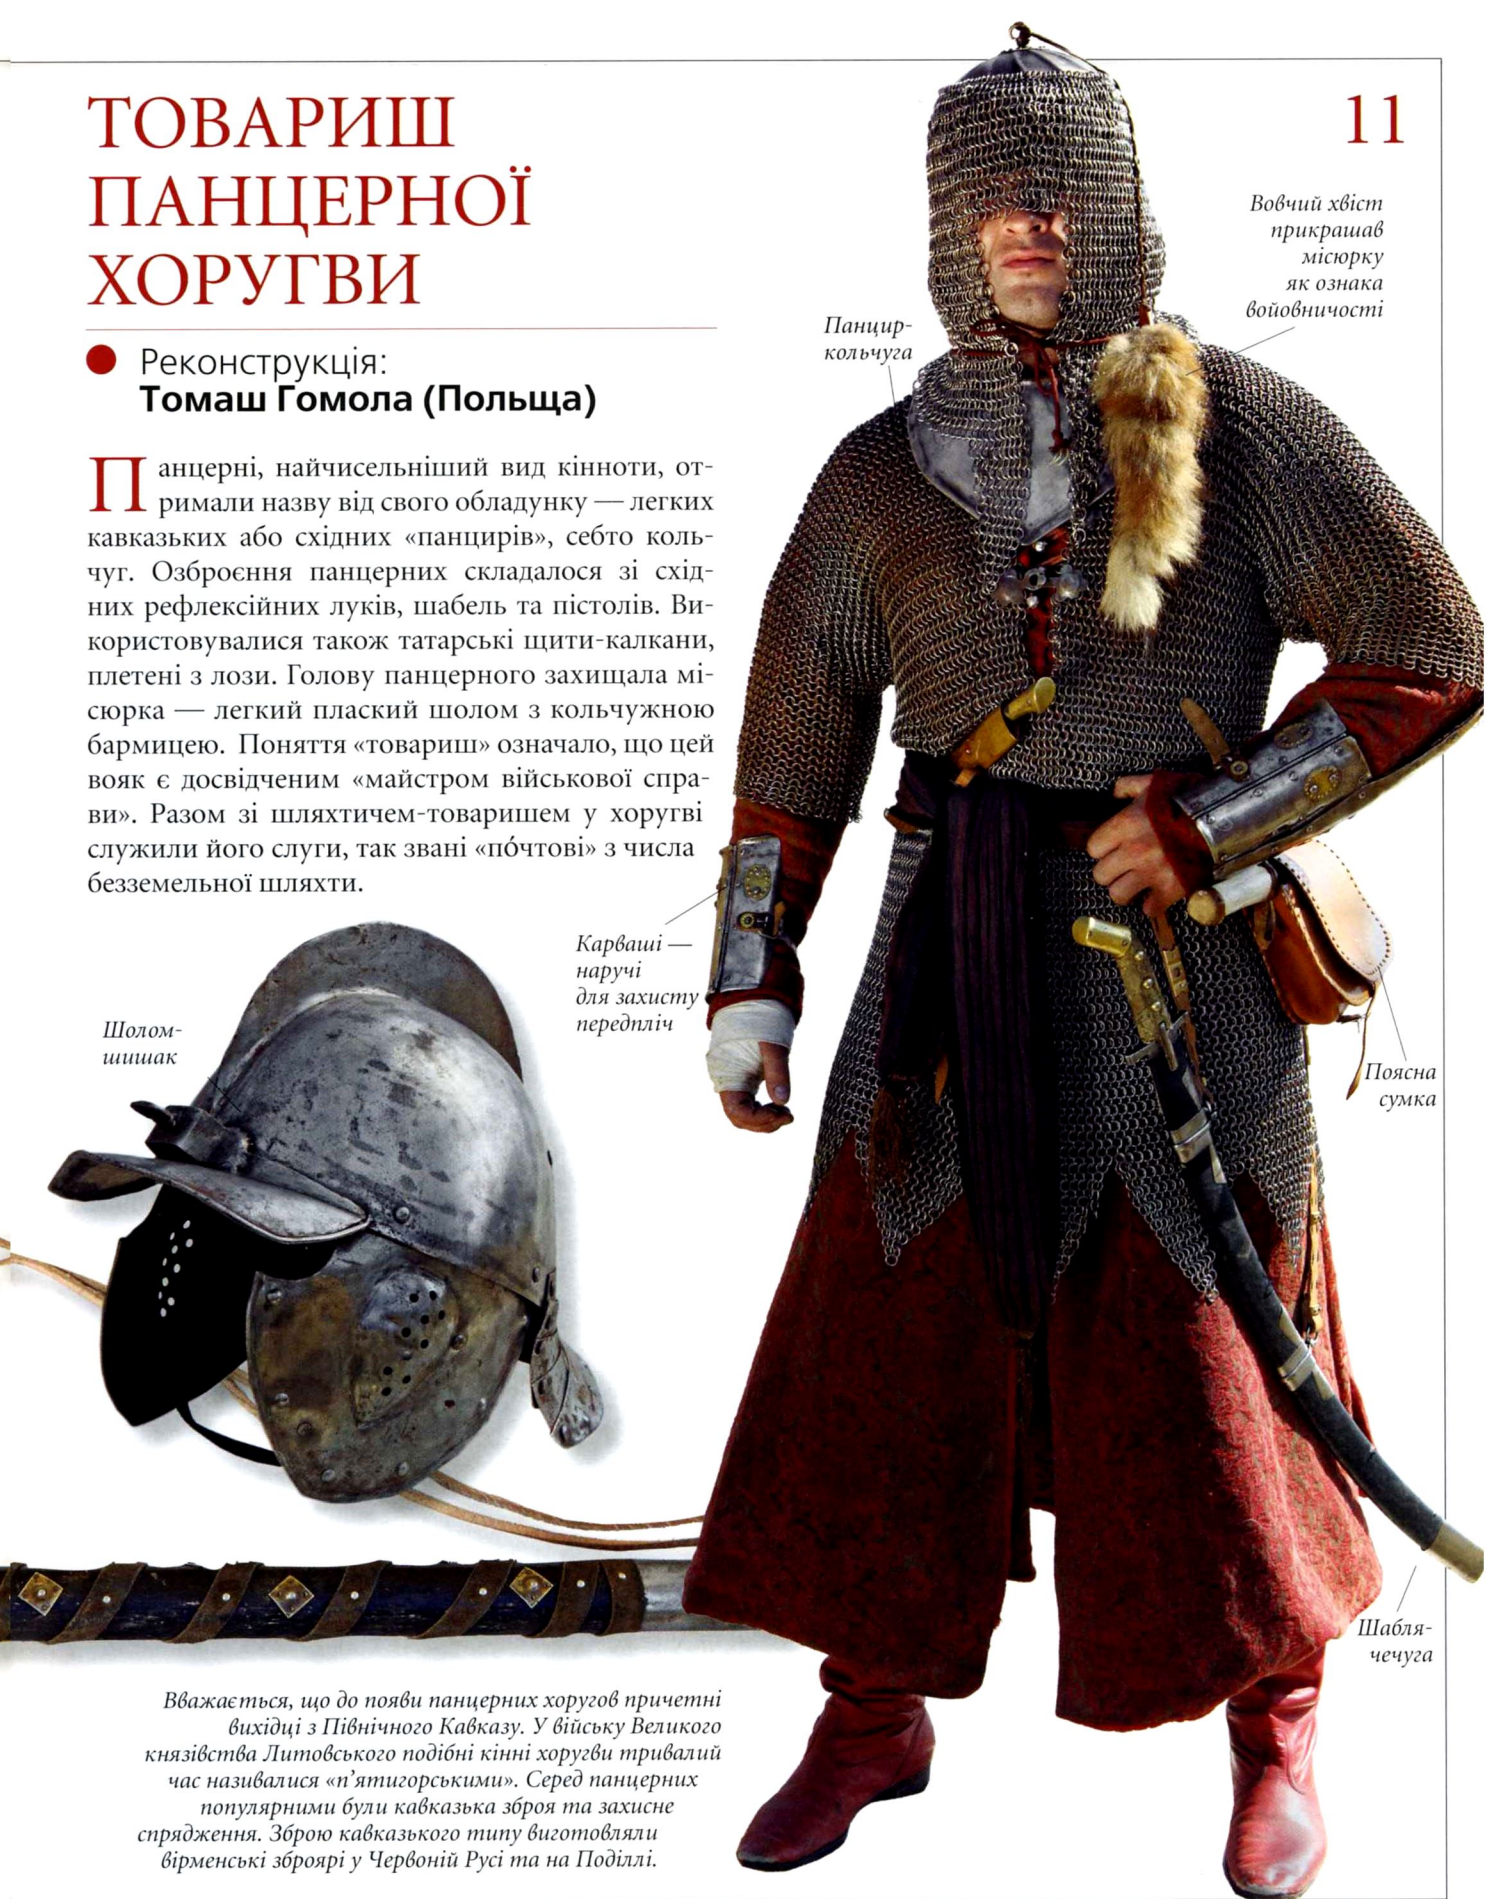 ТОВАРИШ
ПАНЦЕРНОЇ
ХОРУГВИ
11
Реконструкція:
Томаш Гомола (Польща)
Панцерні, найчисельніший вид кінноти, от-
римали назву від свого обладунку — легких
кавказьких або східних «панцирів», себто коль-
чуг. Озброєння панцерних складалося зі схід-
них рефлексійних луків, шабель та пістолів. Ви-
користовувалися також татарські щити-калкани,
плетені з лози. Голову панцерного захищала мі-
сюрка — легкий плаский шолом з кольчужною
бармицею. Поняття «товариш» означало, що цей
вояк є досвідченим «майстром військової спра-
ви». Разом зі шляхтичем-товаришем у хоругві
служили його слуги, так звані «по́чтові» з числа
безземельної шляхти.
Вовчий хвіст
прикрашав
місюрку
як ознака
войовничості
Панцир-
кольчуга
Карваші —
наручі
для захисту
передпліч
Шолом-
шишак
Поясна
сумка
Шабля-
чечуга
Вважається, що до появи панцерних хоругов причетні
вихідці з Північного Кавказу. У війську Великого
князівства Литовського подібні кінні хоругви тривалий
час називалися «п’ятигорськими». Серед панцерних
популярними були кавказька зброя та захисне
спрядження. Зброю кавказького типу виготовляли
вірменські зброярі у Червоній Русі та на Поділлі.